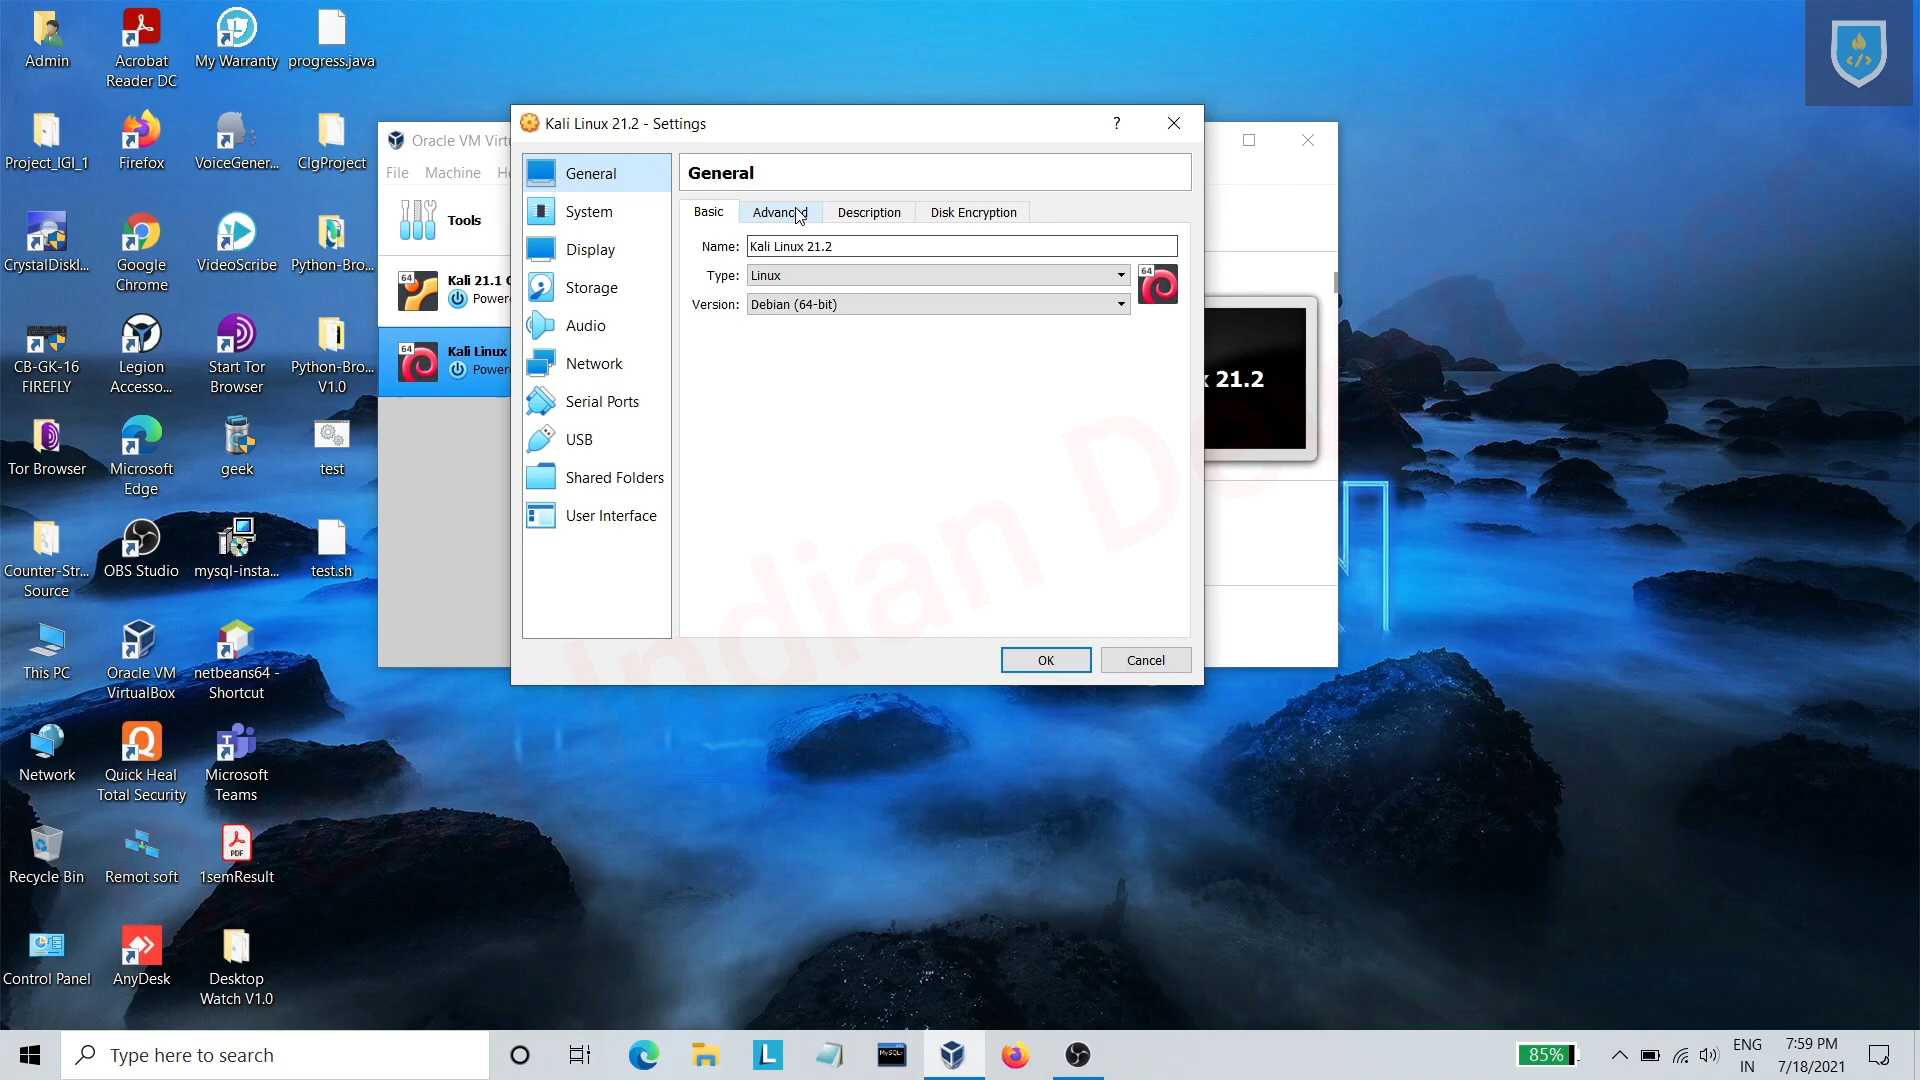 Admin
Acrobat
Reader DC
My Warranty
progress.java
Project_IGI_1
Firefox
VoiceGener...
ClgProject
CrystalDiskI...
Google
Chrome
VideoScribe
Python-Bro...
CB-GK-16
FIREFLY
Legion
Accesso...
Start Tor
Browser
Python-Bro...
V1.0
Tor Browser
Microsoft
Edge
geek
test
Counter-Str...
Source
OBS Studio
mysql-insta...
test.sh
This PC
Oracle VM
VirtualBox
netbeans64 -
Shortcut
Network
Quick Heal
Total Security
Microsoft
Teams
Recycle Bin
Remot soft
PDF
1semResult
Control Panel
AnyDesk
Desktop
Watch V1.0
Oracle VM Virt
File Machine He
Tools
64
Kali 21.1
Power
64
Kali Linux
Power
x 21.2
Kali Linux 21.2 - Settings
?
General
System
Display
Storage
Audio
Network
Serial Ports
USB
Shared Folders
User Interface
General
Basic Advanced Description Disk Encryption
Name: Kali Linux 21.2
Type: Linux
Version: Debian (64-bit)
64
OK Cancel
Indian De
</>
Type here to search
L
MySQL
85%
ENG
IN
7:59 PM
7/18/2021